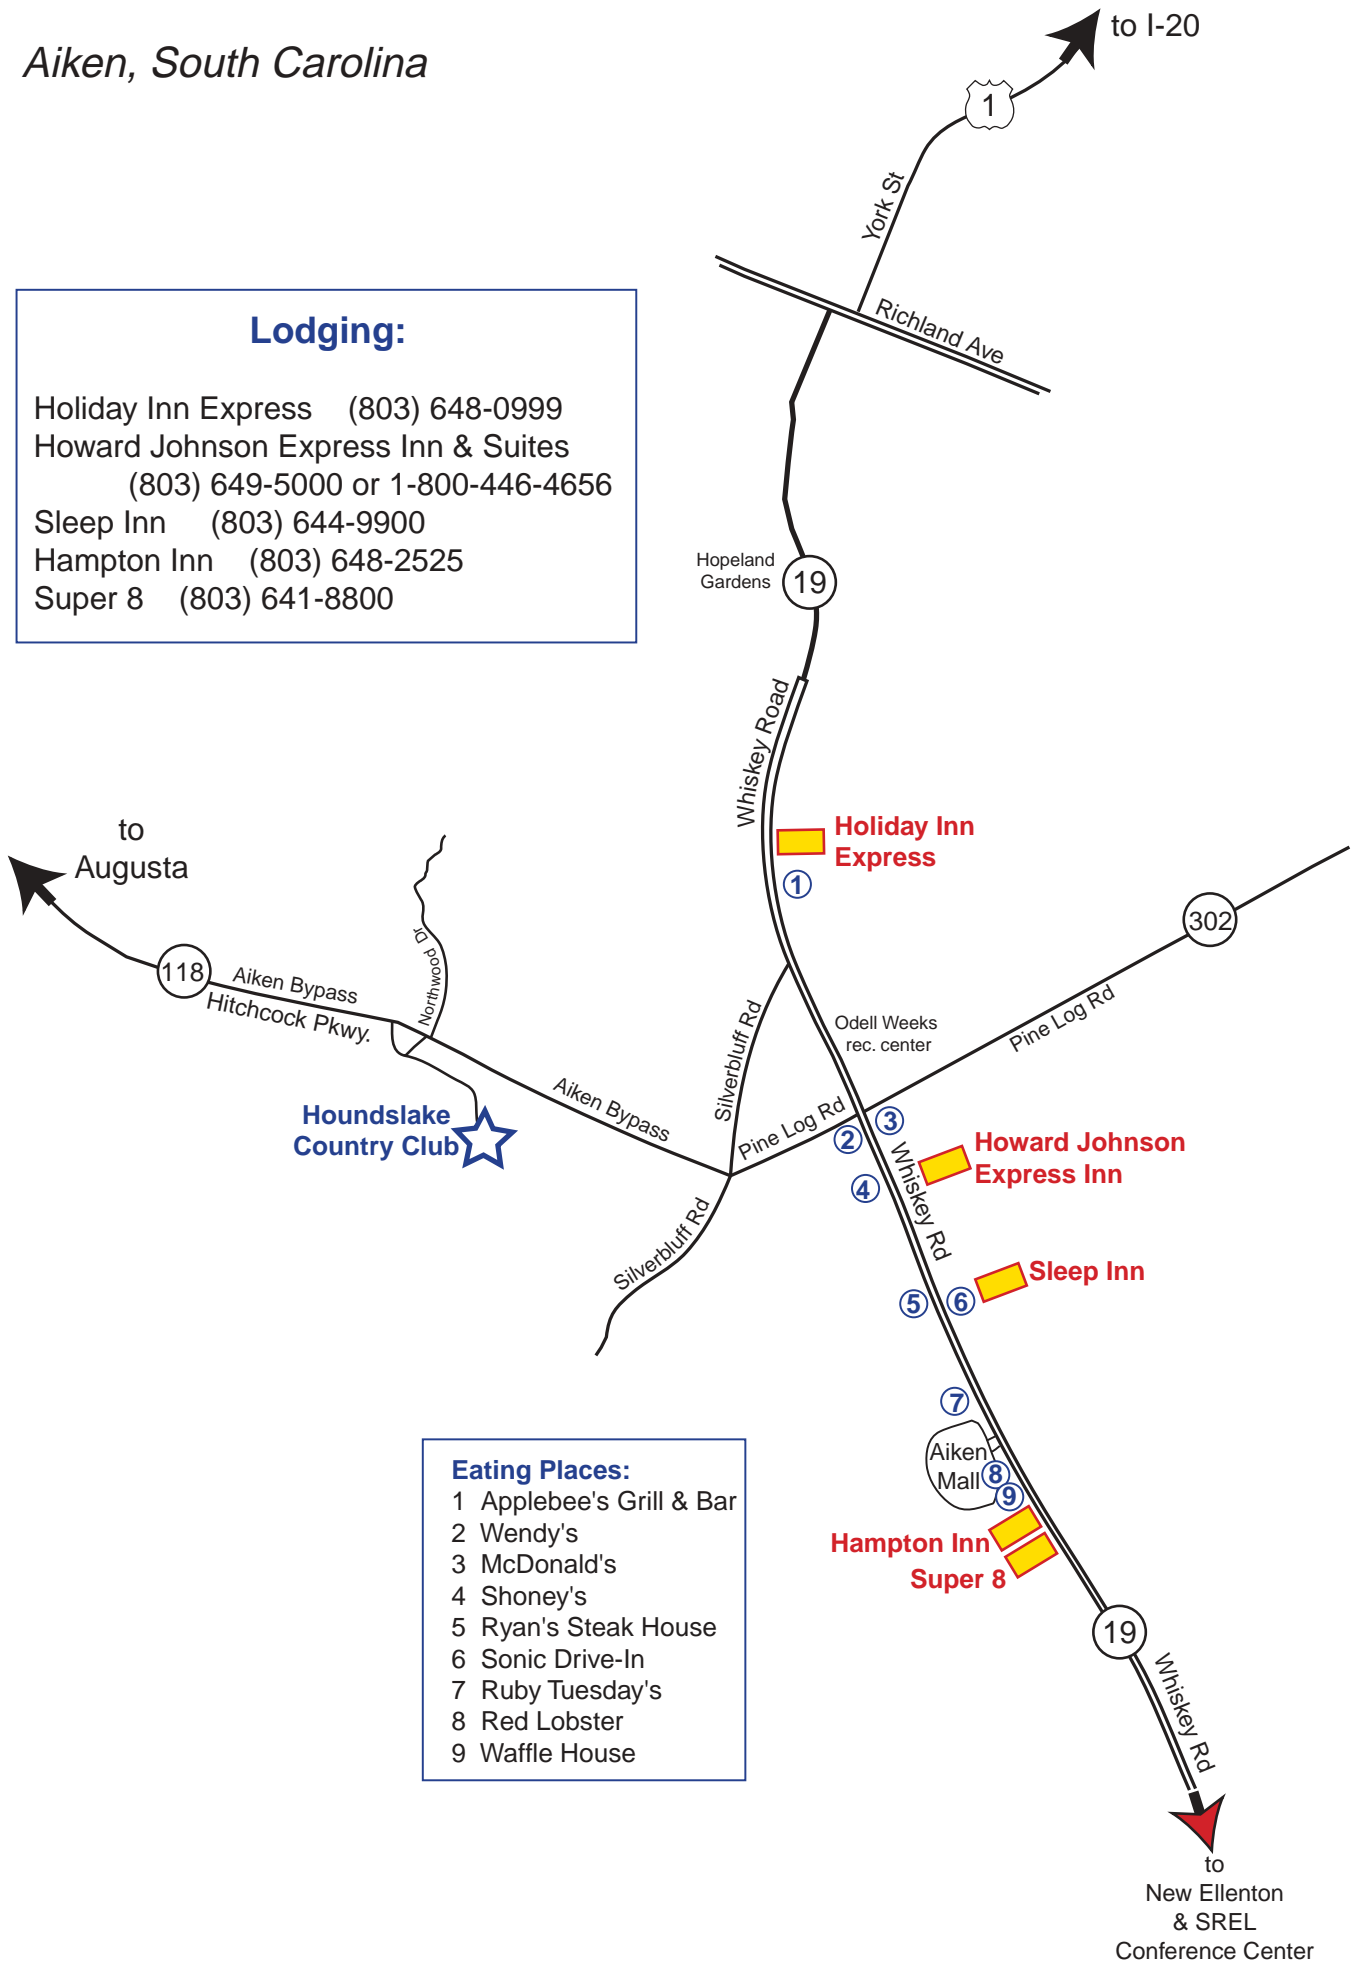 Aiken, South Carolina
to I-20
1
York St
Richland Ave
Lodging:
Holiday Inn Express (803) 648-0999
Howard Johnson Express Inn & Suites
(803) 649-5000 or 1-800-446-4656
Sleep Inn (803) 644-9900
Hampton Inn (803) 648-2525
Super 8 (803) 641-8800
Hopeland
Gardens
19
Whiskey Road
Holiday Inn
Express
1
to
Augusta
118
Aiken Bypass
Hitchcock Pkwy.
Northwood Dr
302
Pine Log Rd
Odell Weeks
rec. center
Silverbluff Rd
Aiken Bypass
Houndslake
Country Club
Pine Log Rd
2
3
4
Whiskey Rd
Howard Johnson
Express Inn
Silverbluff Rd
Sleep Inn
5
6
7
Aiken
Mall
8
9
Hampton Inn
Super 8
Eating Places:
1 Applebee's Grill & Bar
2 Wendy's
3 McDonald's
4 Shoney's
5 Ryan's Steak House
6 Sonic Drive-In
7 Ruby Tuesday's
8 Red Lobster
9 Waffle House
19
Whiskey Rd
to
New Ellenton
& SREL
Conference Center